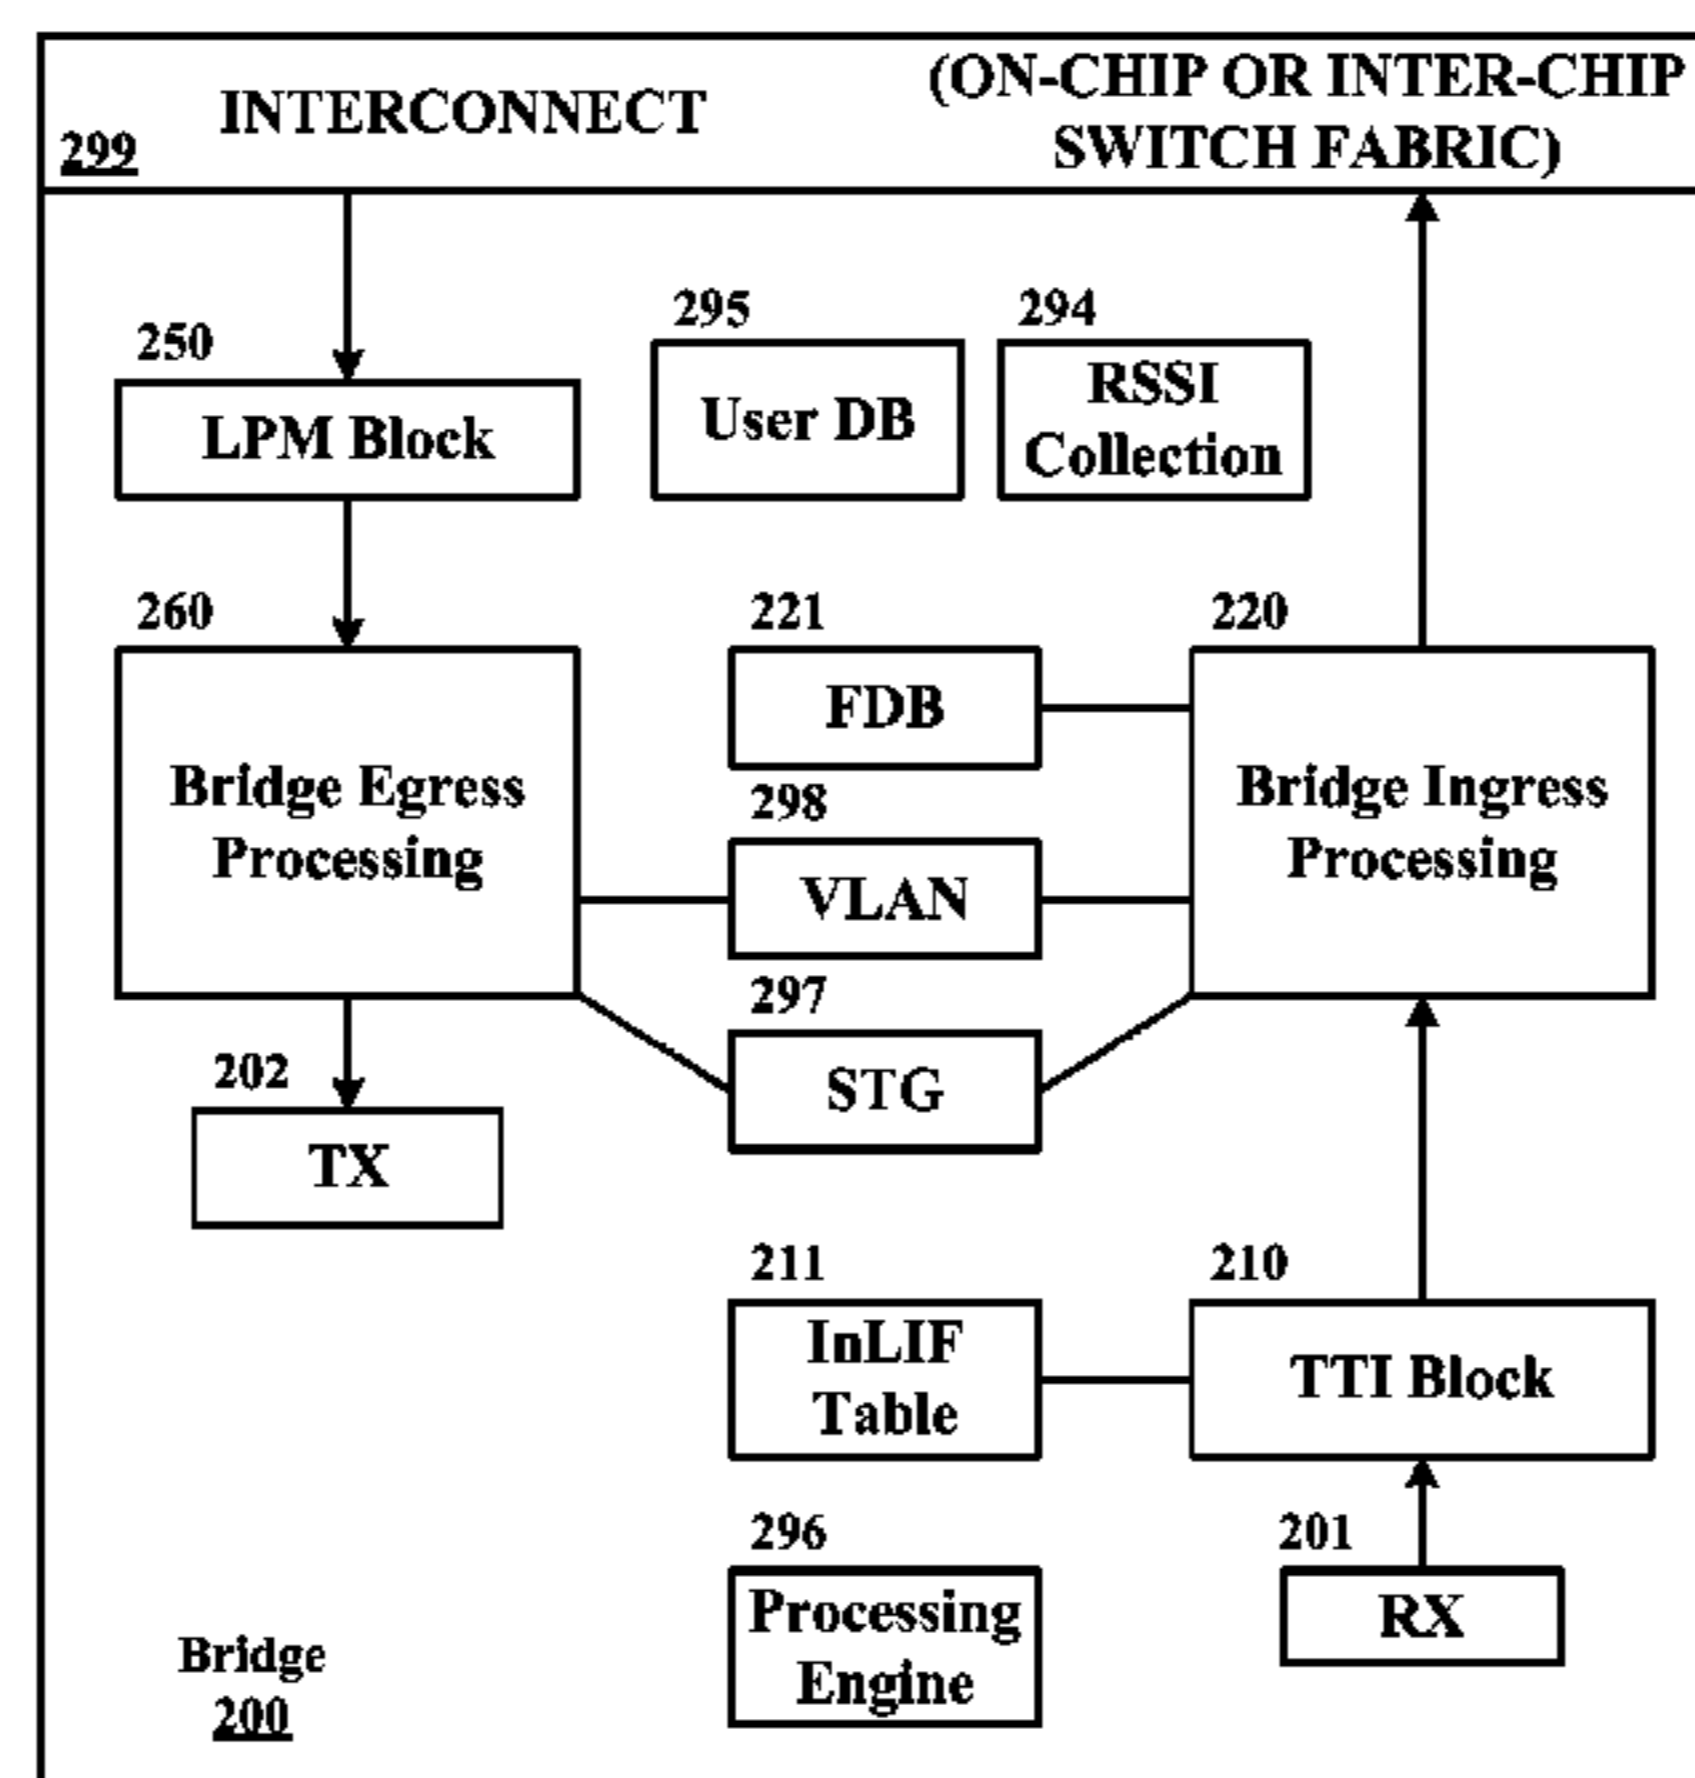 INTERCONNECT
(ON-CHIP OR INTER-CHIP
SWITCH FABRIC)
299
250
LPM Block
295
User DB
294
RSSI
Collection
260
Bridge Egress
Processing
221
FDB
220
Bridge Ingress
Processing
298
VLAN
297
STG
202
TX
211
InLIF
Table
210
TTI Block
296
Processing
Engine
201
RX
Bridge
200